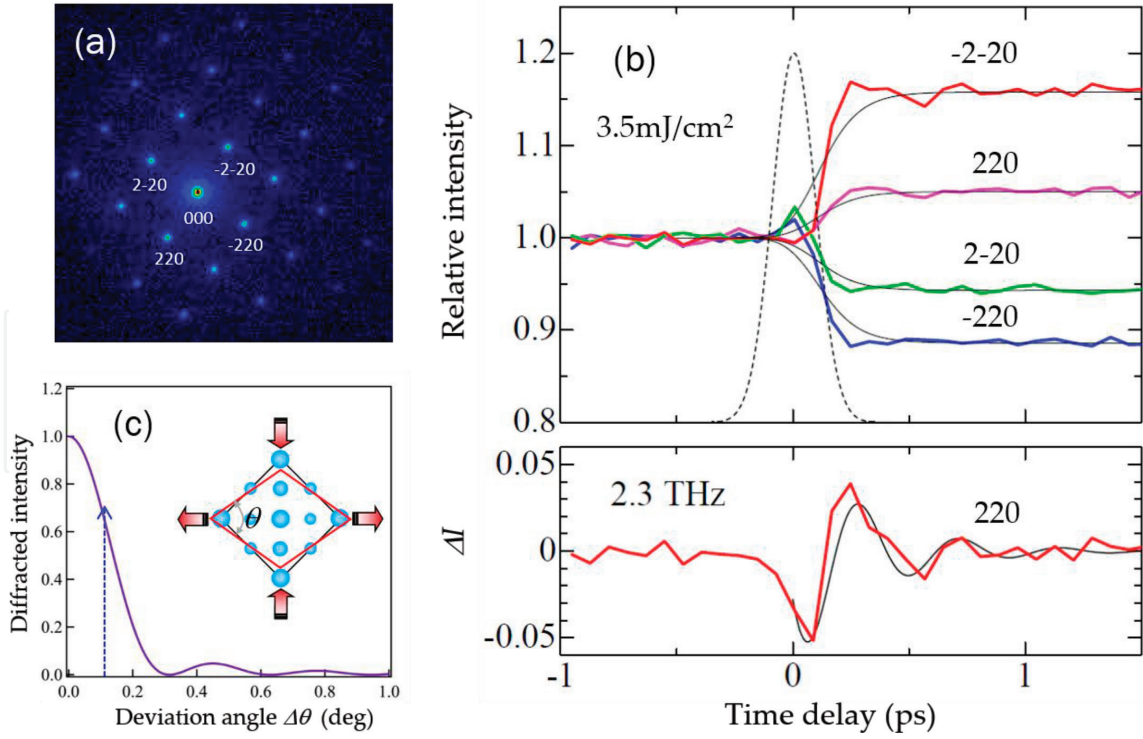 (a)
2-20
-2-20
000
220
-220
(b)
3.5mJ/cm²
-2-20
220
2-20
-220
1.2
1.1
1.0
0.9
0.8
Relative intensity
(c)
θ
1.2
1.0
0.8
0.6
0.4
0.2
0.0
Diffracted intensity
0.0 0.2 0.4 0.6 0.8 1.0
Deviation angle Δθ (deg)
2.3 THz
220
0.05
0
-0.05
ΔI
-1 0 1
Time delay (ps)